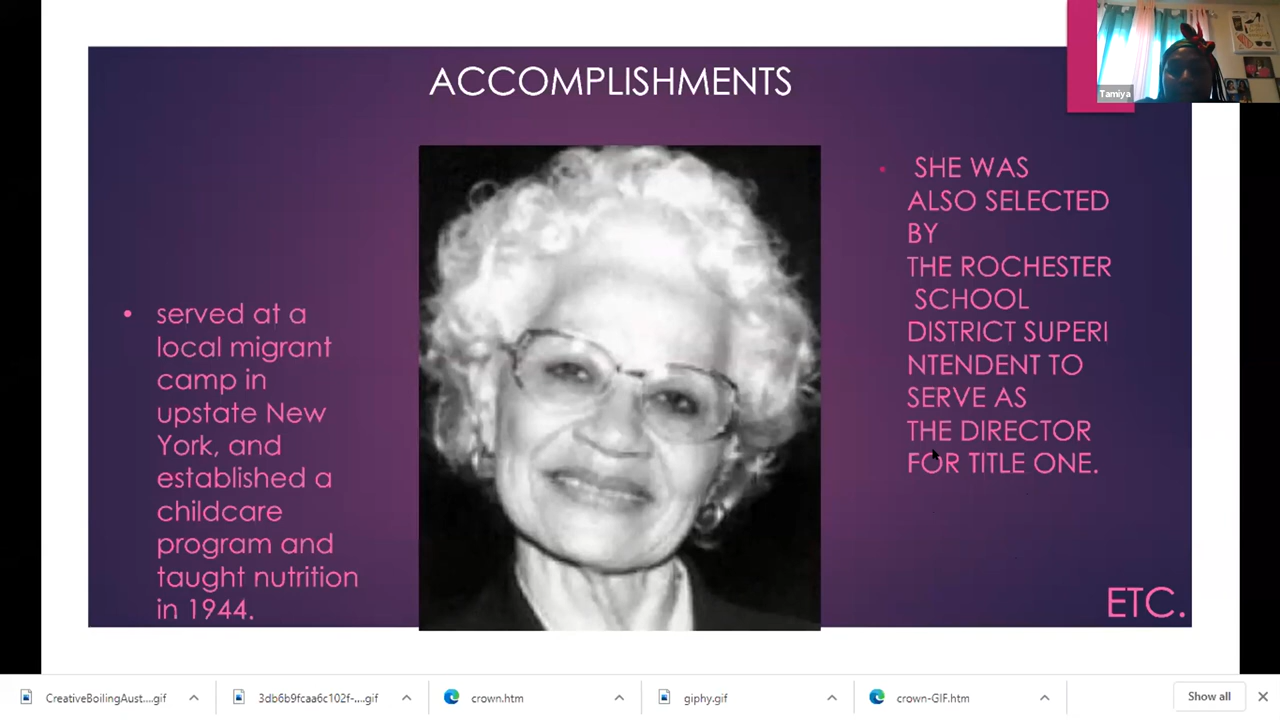 ACCOMPLISHMENTS
Tamiya
• served at a
local migrant
camp in
upstate New
York, and
established a
childcare
program and
taught nutrition
in 1944.
• SHE WAS
ALSO SELECTED
BY
THE ROCHESTER
SCHOOL
DISTRICT SUPERI
NTENDENT TO
SERVE AS
THE DIRECTOR
FOR TITLE ONE.
ETC.
CreativeBoilingAust....gif
3db6b9fcaa6c102f-....gif
crown.htm
giphy.gif
crown-GIF.htm
Show all